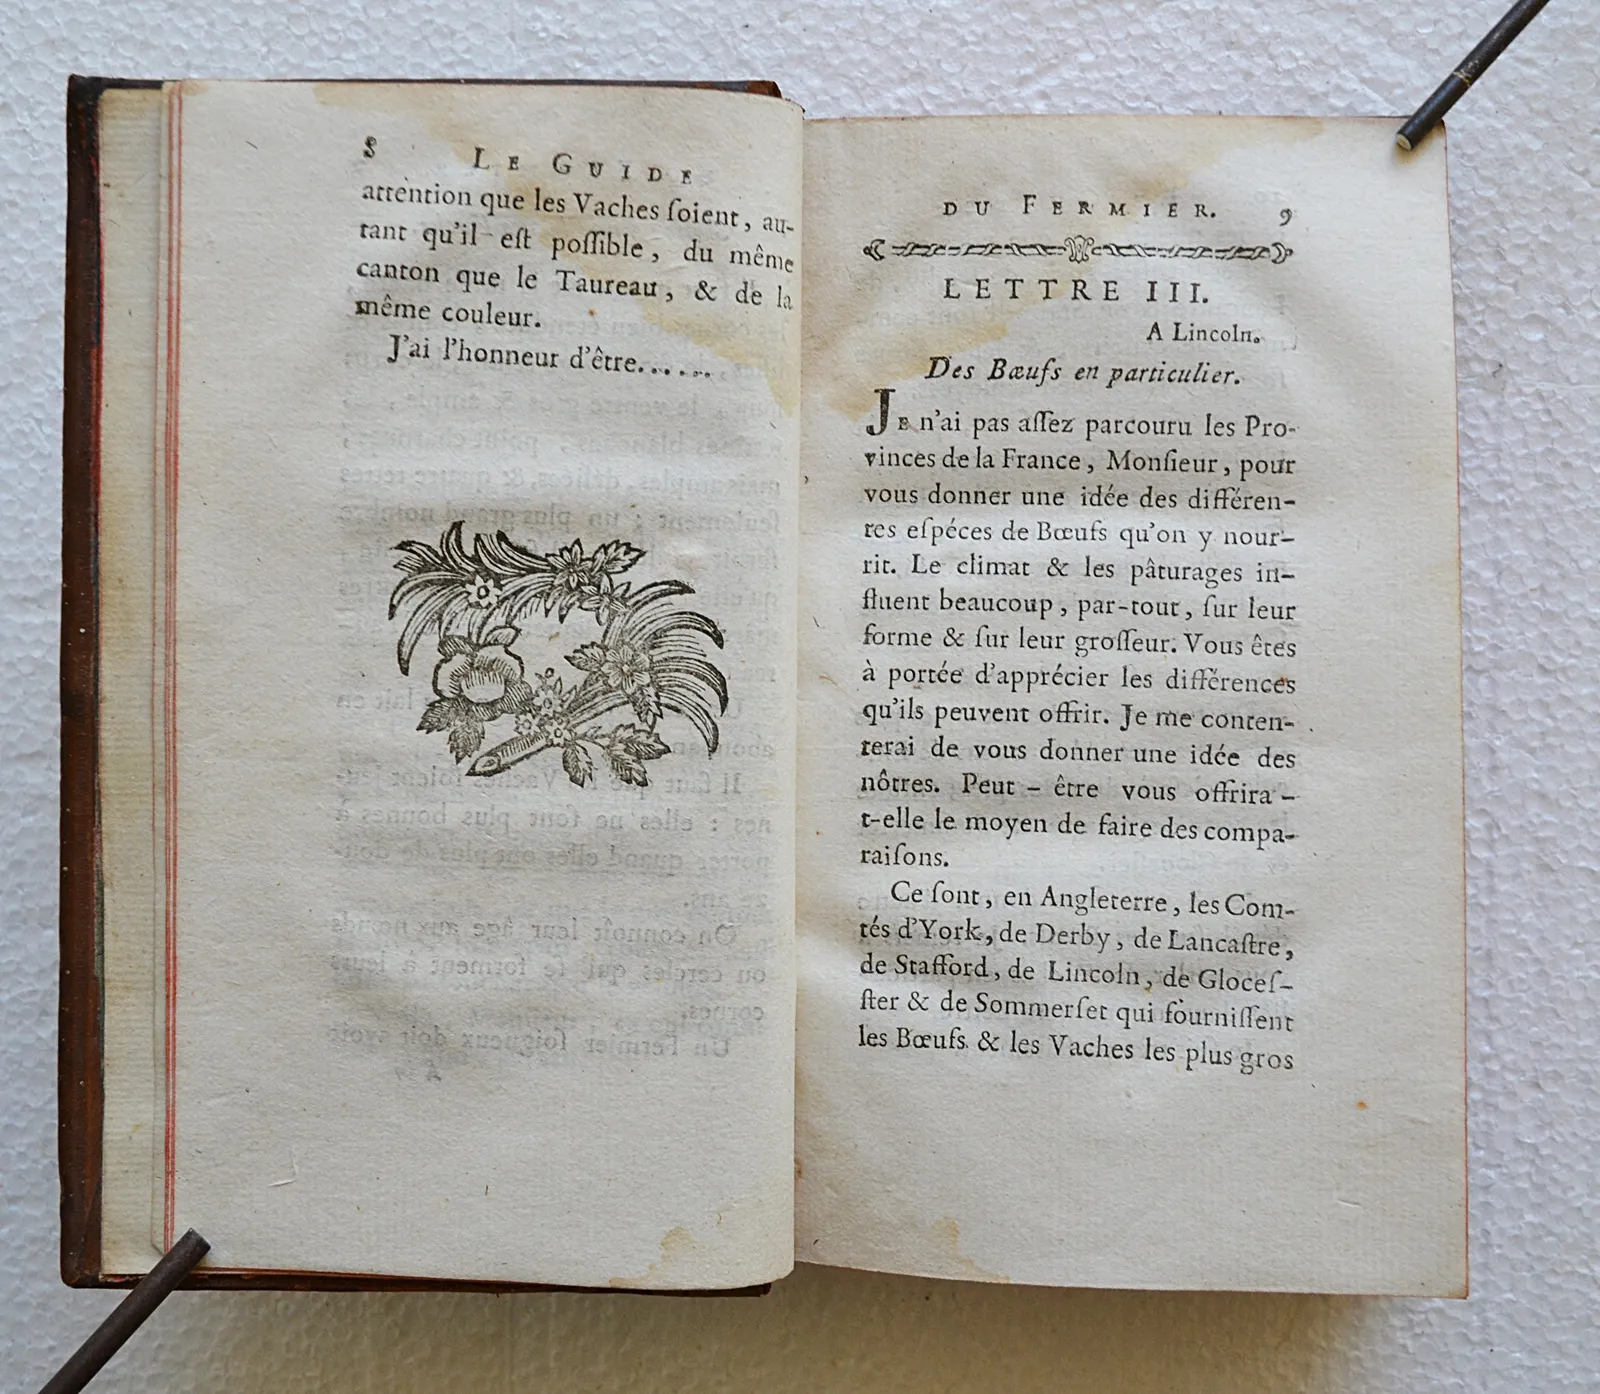 8 LE GUIDE
attention que les Vaches ſoient, au-
tant qu'il est poſſible, du même
canton que le Taureau, & de la
même couleur.
J'ai l'honneur d'être......
DU FERMIER. 9
LETTRE III.
A Lincoln.
Des Bœufs en particulier.
JE n'ai pas aſſez parcouru les Pro-
vinces de la France, Monſieur, pour
vous donner une idée des différen-
tes eſpéces de Bœufs qu'on y nour-
rit. Le climat & les pâturages in-
fluent beaucoup, par-tout, ſur leur
forme & ſur leur groſſeur. Vous êtes
à portée d'apprécier les différences
qu'ils peuvent offrir. Je me conten-
terai de vous donner une idée des
nôtres. Peut-être vous offrira-
t-elle le moyen de faire des compa-
raiſons.
Ce ſont, en Angleterre, les Com-
tés d'York, de Derby, de Lancaſtre,
de Stafford, de Lincoln, de Gloceſ-
ſter & de Sommerſet qui fourniſſent
les Bœufs & les Vaches les plus gros